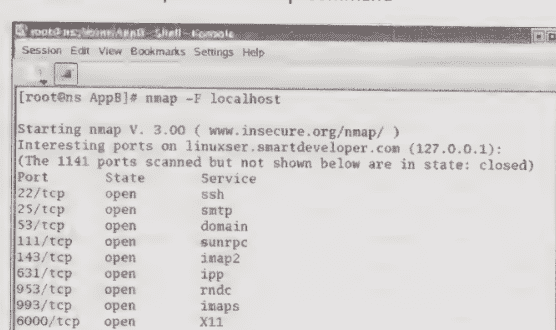 command
Shell - Konsole
Session Edit View Bookmarks Settings Help
[root@ns AppB]# nmap -F localhost
Starting nmap V. 3.00 ( www.insecure.org/nmap/ )
Interesting ports on linuxser.smartdeveloper.com (127.0.0.1):
(The 1141 ports scanned but not shown below are in state: closed)
Port State Service
22/tcp open ssh
25/tcp open smtp
53/tcp open domain
111/tcp open sunrpc
143/tcp open imap2
631/tcp open ipp
953/tcp open rndc
993/tcp open imaps
6000/tcp open X11